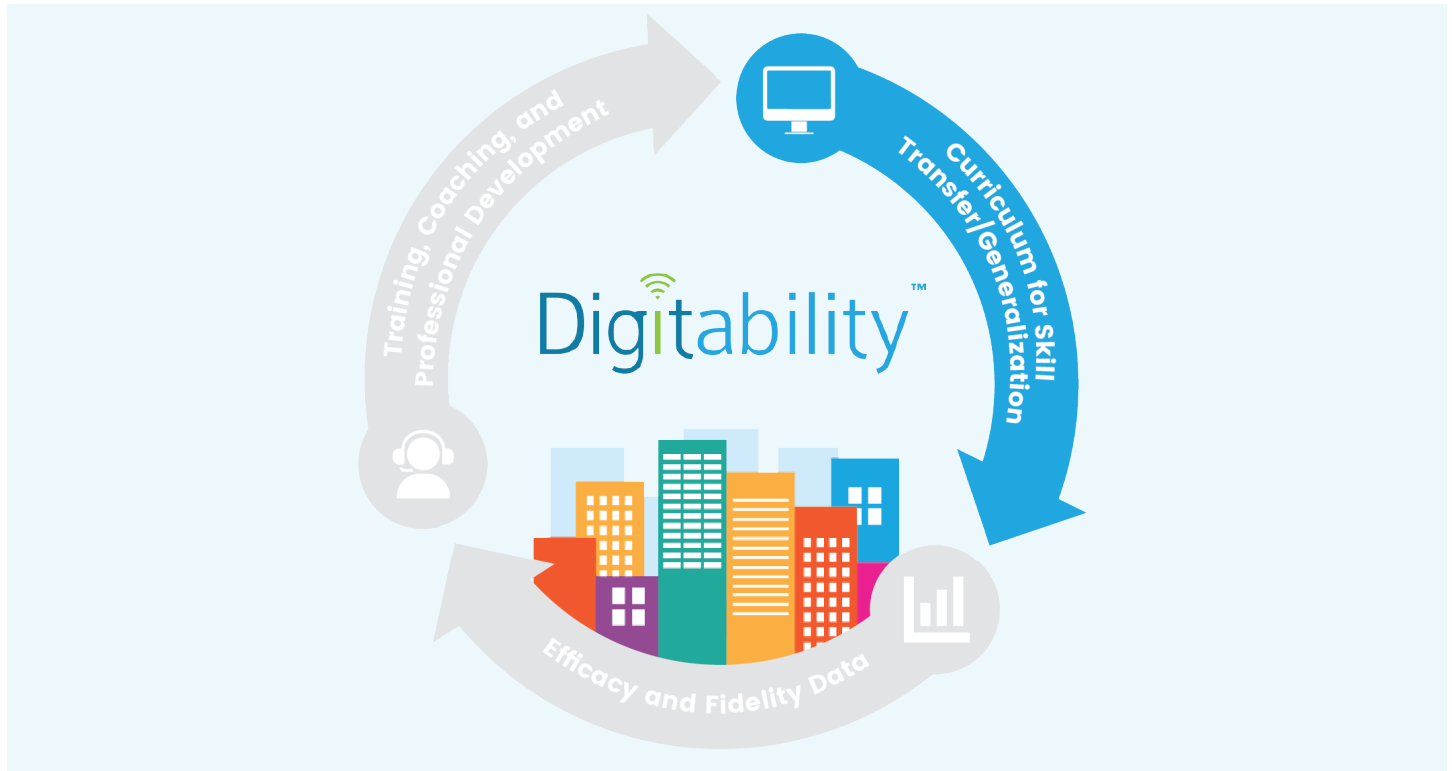 Training, Coaching, and
Professional Development
Curriculum for Skill
Transfer/Generalization
Digitability™
Efficacy and Fidelity Data